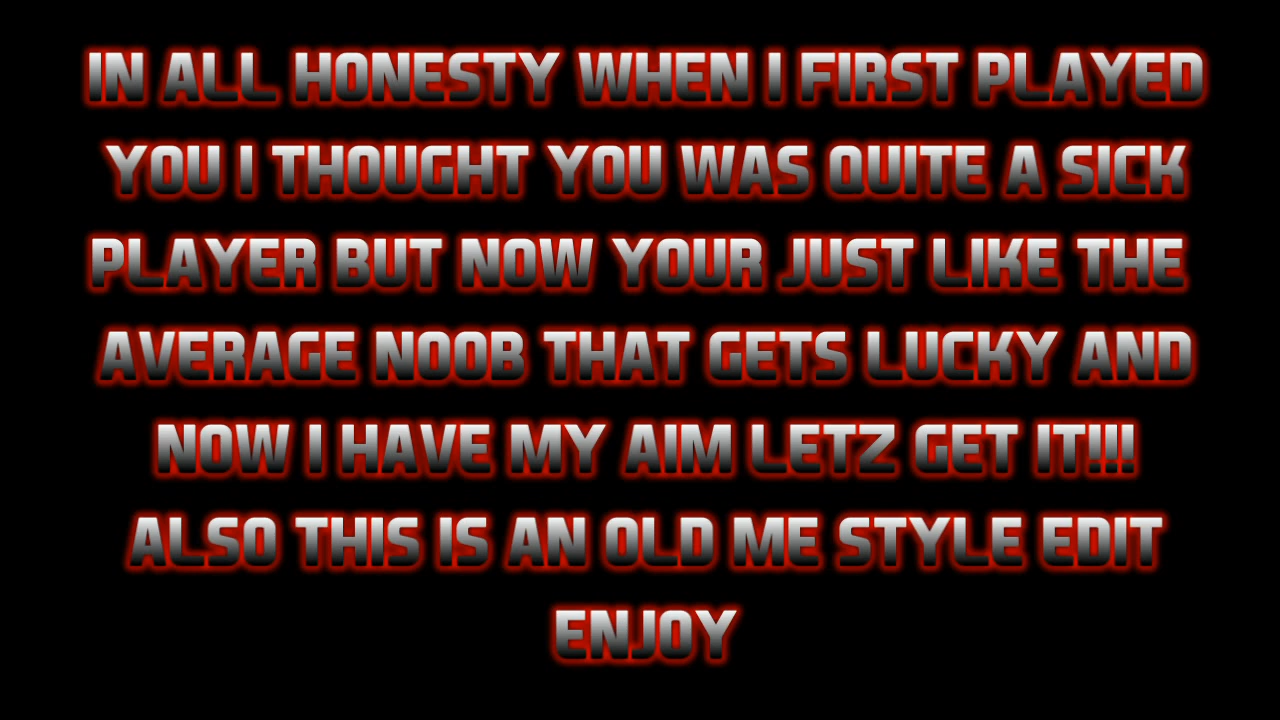 IN ALL HONESTY WHEN I FIRST PLAYED
YOU I THOUGHT YOU WAS QUITE A SICK
PLAYER BUT NOW YOUR JUST LIKE THE
AVERAGE NOOB THAT GETS LUCKY AND
NOW I HAVE MY AIM LETZ GET IT!!!
ALSO THIS IS AN OLD ME STYLE EDIT
ENJOY